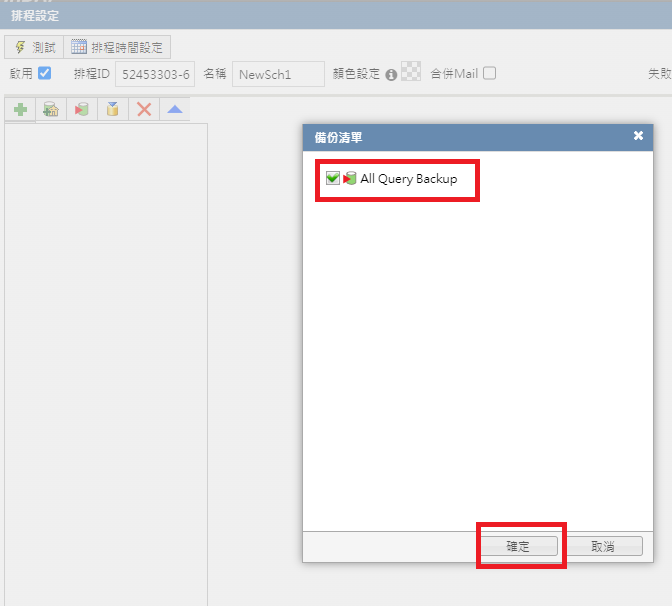 排程設定
測試 排程時間設定
啟用 排程ID 52453303-6 名稱 NewSch1 顏色設定 合併Mail 失敗
備份清單
All Query Backup
確定 取消